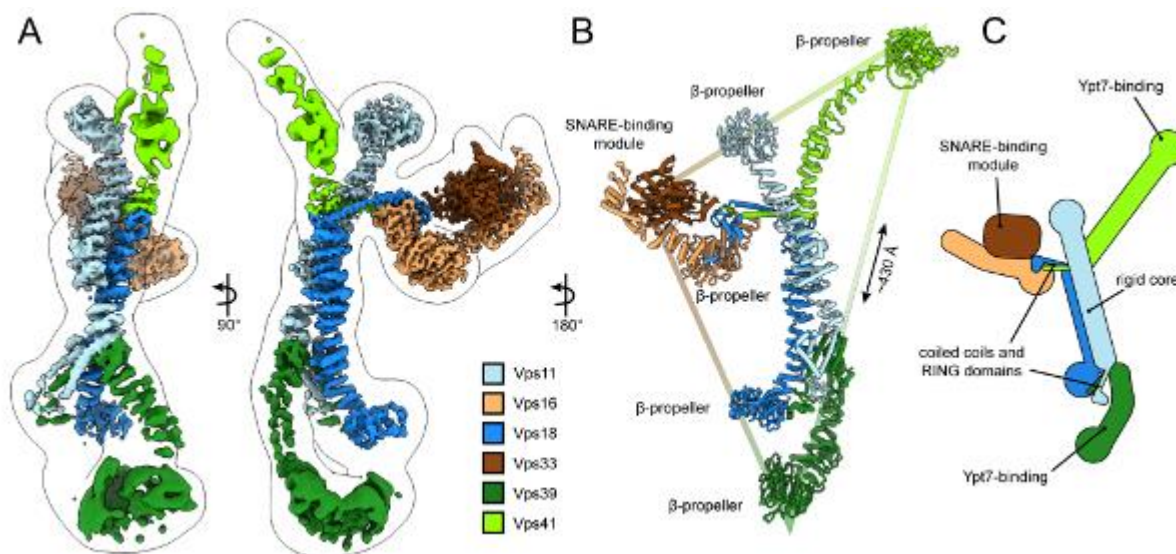 A
90°
180°
Vps11
Vps16
Vps18
Vps33
Vps39
Vps41
B
β-propeller
β-propeller
SNARE-binding
module
~430 Å
β-propeller
β-propeller
β-propeller
C
Ypt7-binding
SNARE-binding
module
rigid core
coiled coils and
RING domains
Ypt7-binding